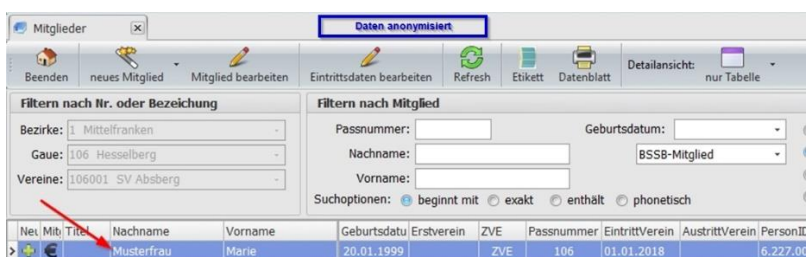 Mitglieder
Daten anonymisiert
Beenden neues Mitglied Mitglied bearbeiten Eintrittsdaten bearbeiten Refresh Etikett Datenblatt Detailansicht: nur Tabelle
Filtern nach Nr. oder Bezeichung
Filtern nach Mitglied
Bezirke: 1 Mittelfranken
Passnummer:
Geburtsdatum:
Gaue: 106 Hesselberg
Nachname:
BSSB-Mitglied
Vereine: 106001 SV Absberg
Vorname:
Suchoptionen: beginnt mit exakt enthält phonetisch
Neu Mitg Titel Nachname Vorname Geburtsdatu Erstverein ZVE Passnummer EintrittVerein AustrittVerein PersonID
€ Musterfrau Marie 20.01.1999 ZVE 106 01.01.2018 6.227.00